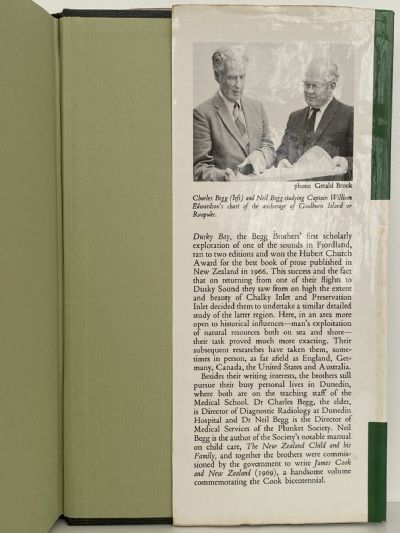 photo: Gerald Brook
Charles Begg (left) and Neil Begg studying Captain William
Edwardson's chart of the anchorage of Goulburn Island or
Ruapuke.
Dusky Bay, the Begg Brothers' first scholarly
exploration of one of the sounds in Fiordland,
ran to two editions and won the Hubert Church
Award for the best book of prose published in
New Zealand in 1966. This success and the fact
that on returning from one of their flights to
Dusky Sound they saw from on high the extent
and beauty of Chalky Inlet and Preservation
Inlet decided them to undertake a similar detailed
study of the latter region. Here, in an area more
open to historical influences—man's exploitation
of natural resources both on sea and shore—
their task proved much more exacting. Their
subsequent researches have taken them, some-
times in person, as far afield as England, Ger-
many, Canada, the United States and Australia.
Besides their writing interests, the brothers still
pursue their busy personal lives in Dunedin,
where both are on the teaching staff of the
Medical School. Dr Charles Begg, the elder,
is Director of Diagnostic Radiology at Dunedin
Hospital and Dr Neil Begg is the Director of
Medical Services of the Plunket Society. Neil
Begg is the author of the Society's notable manual
on child care, The New Zealand Child and his
Family, and together the brothers were commis-
sioned by the government to write James Cook
and New Zealand (1969), a handsome volume
commemorating the Cook bicentennial.